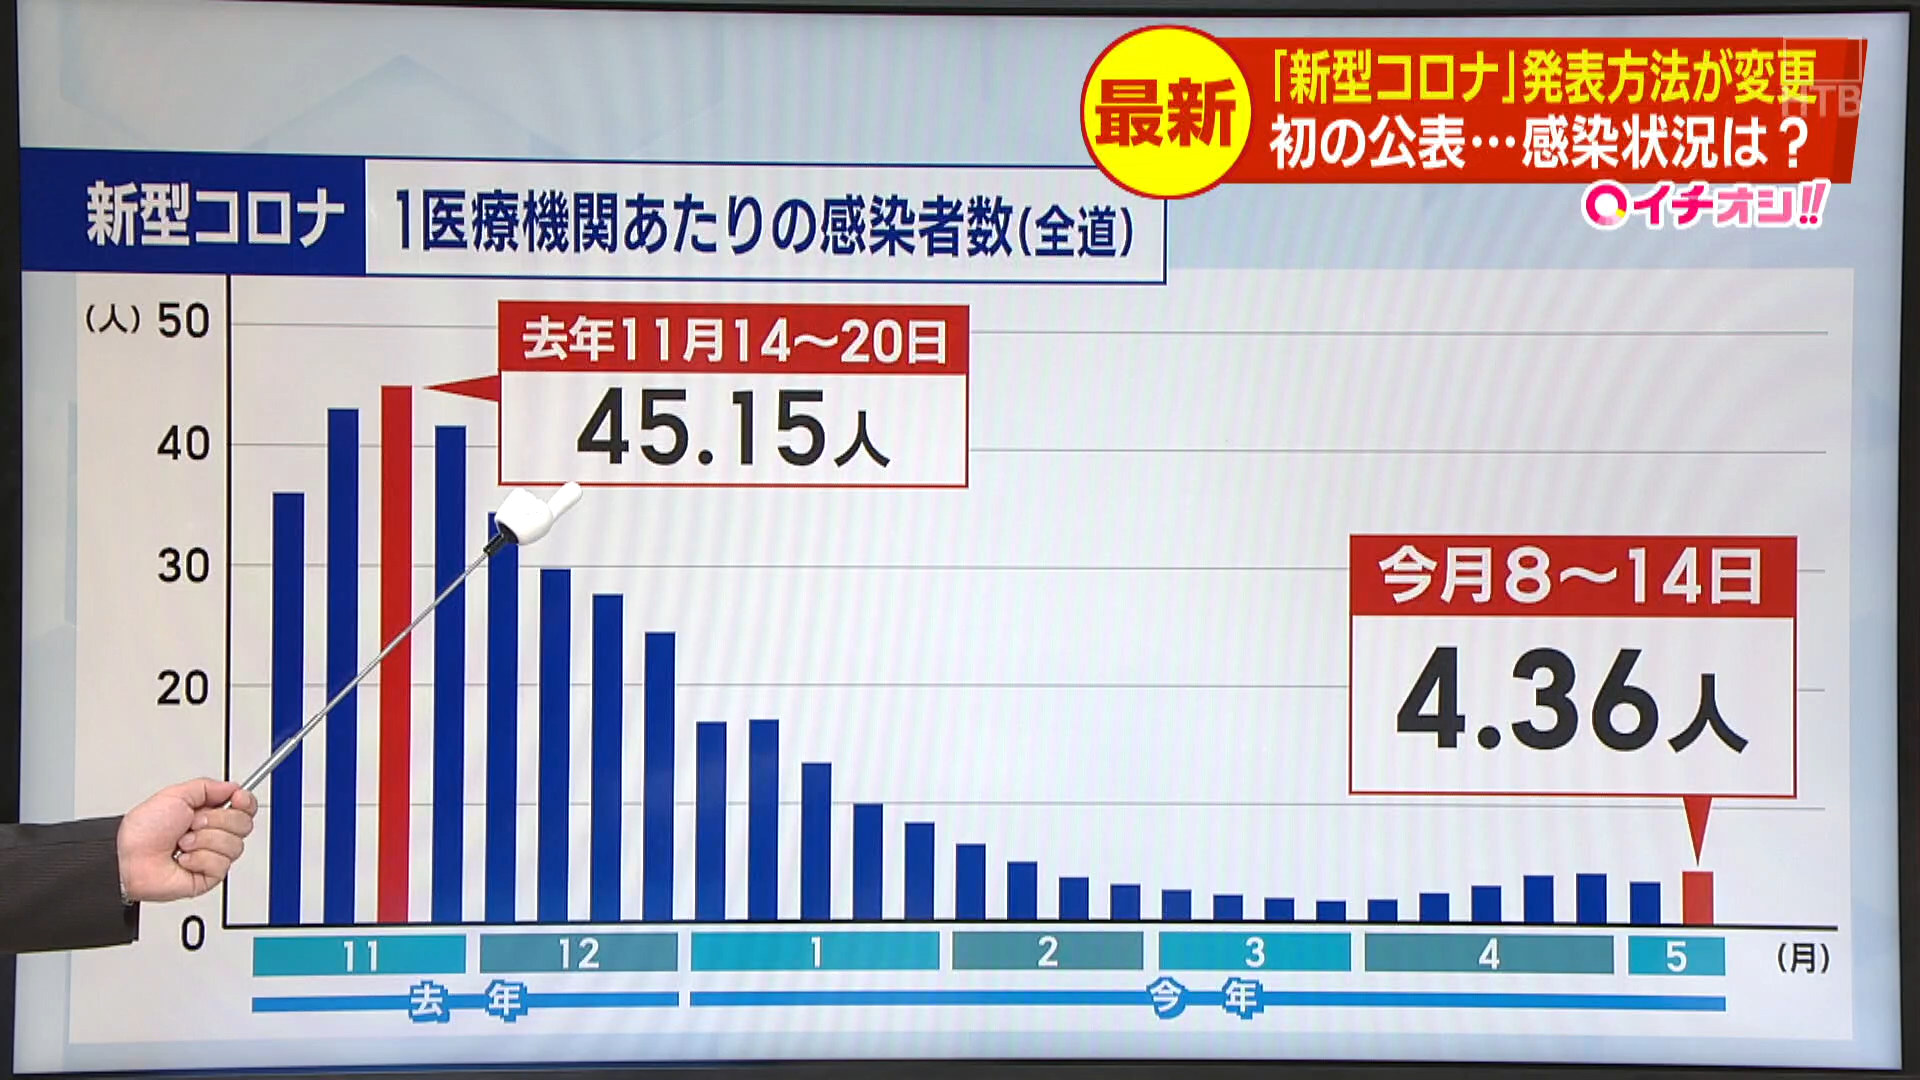 「新型コロナ」発表方法が変更
最新
初の公表…感染状況は？
HTB
イチオシ!!
新型コロナ
1医療機関あたりの感染者数(全道)
(人)
50
40
30
20
0
去年11月14～20日
45.15人
今月8～14日
4.36人
11 12 1 2 3 4 5 (月)
去年 今年